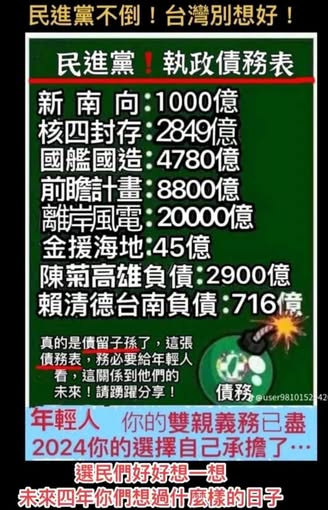 民進黨不倒！台灣別想好！
民進黨❗執政債務表
新南向:1000億
核四封存:2849億
國艦國造:4780億
前瞻計畫:8800億
離岸風電:20000億
金援海地:45億
陳菊高雄負債:2900億
賴清德台南負債:716億
真的是債留子孫了，這張
債務表，務必要給年輕人
看，這關係到他們的
未來！請踴躍分享！
債務
年輕人 你的雙親義務已盡
2024你的選擇自己承擔了…
選民們好好想一想
未來四年你們想過什麼樣的日子